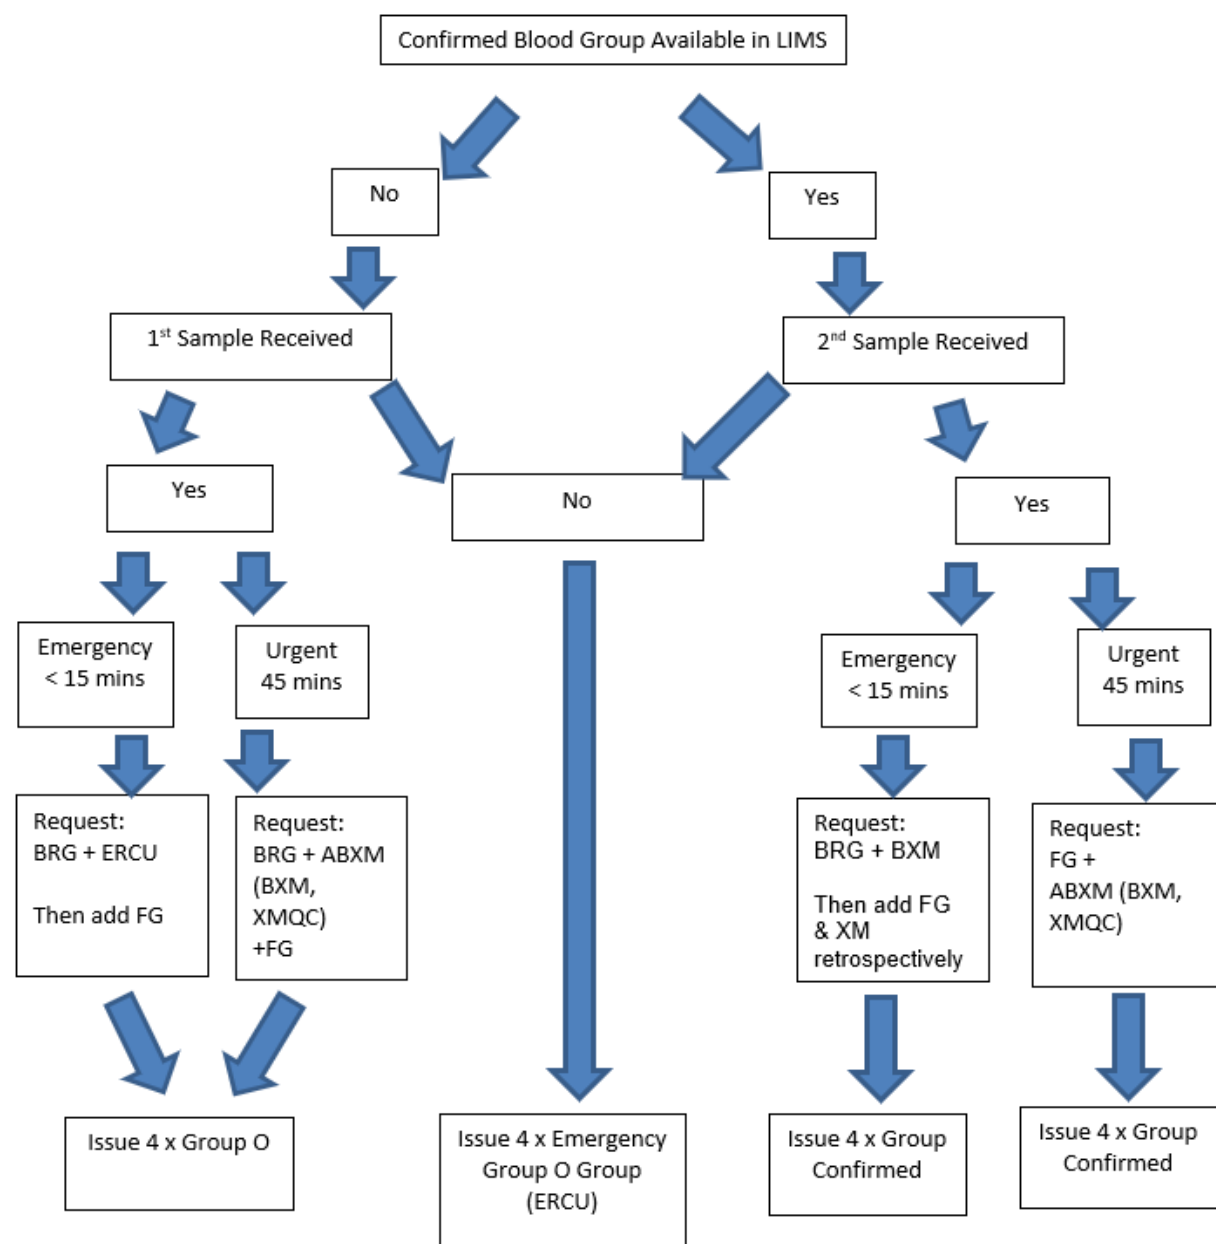 Confirmed Blood Group Available in LIMS
No
Yes
1st Sample Received
2nd Sample Received
Yes
No
Yes
Emergency
< 15 mins
Urgent
45 mins
Emergency
< 15 mins
Urgent
45 mins
Request:
BRG + ERCU
Then add FG
Request:
BRG + ABXM
(BXM,
XMQC)
+FG
Request:
BRG + BXM
Then add FG
& XM
retrospectively
Request:
FG +
ABXM (BXM,
XMQC)
Issue 4 x Group O
Issue 4 x Emergency
Group O Group
(ERCU)
Issue 4 x Group
Confirmed
Issue 4 x Group
Confirmed